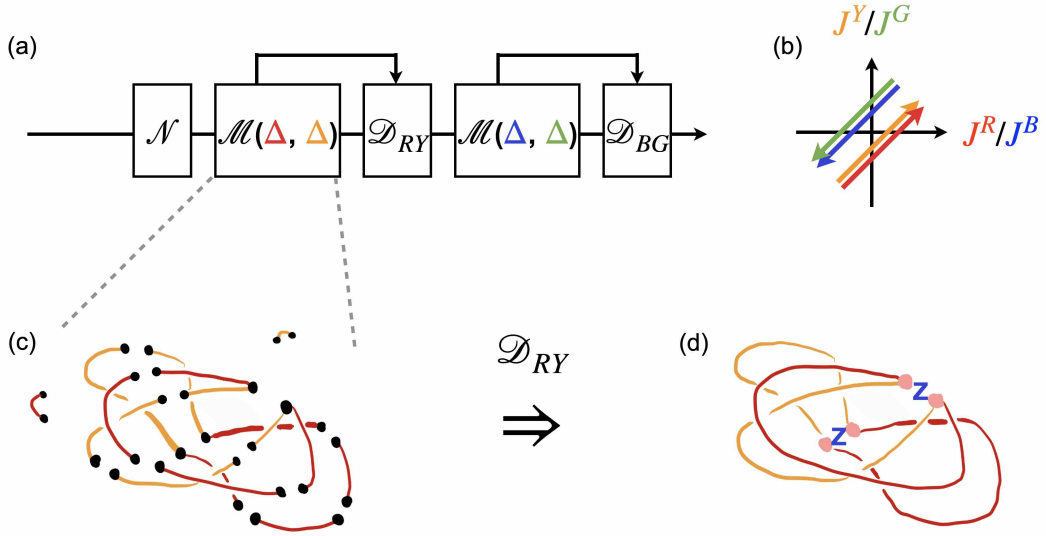 (a)
𝒩
ℳ(Δ, Δ)
𝒟_RY
ℳ(Δ, Δ)
𝒟_BG
(b)
J^Y/J^G
J^R/J^B
(c)
𝒟_RY
⇒
(d)
Z
Z